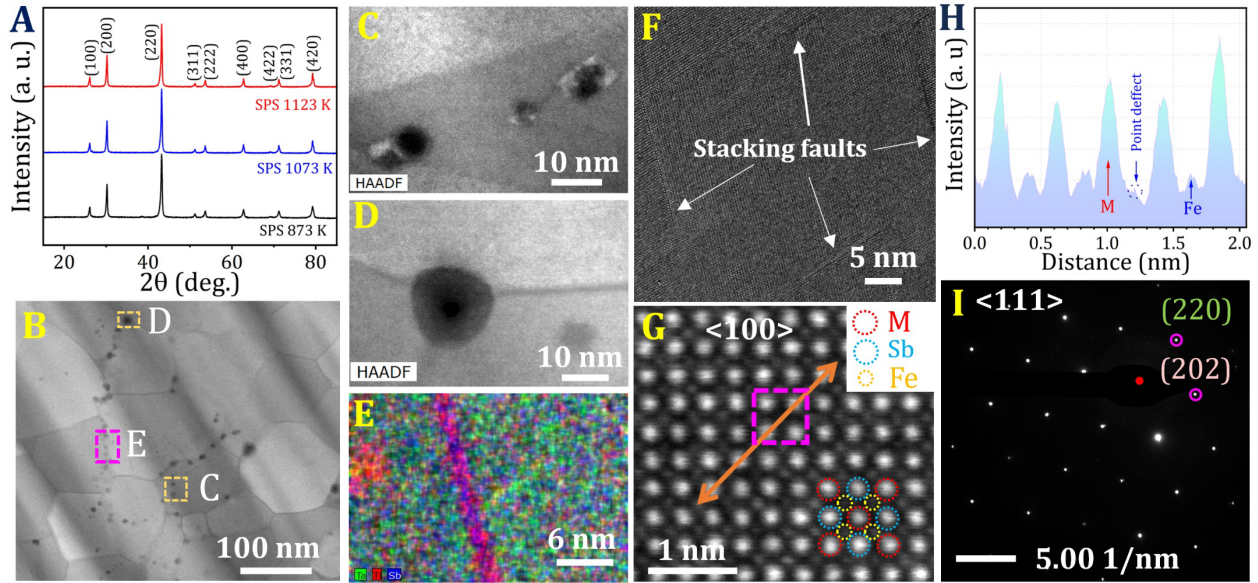 A
Intensity (a. u.)
(100)
(200)
(220)
(311)
(222)
(400)
(422)
(331)
(420)
SPS 1123 K
SPS 1073 K
SPS 873 K
20
40
60
80
2θ (deg.)
B
D
E
C
100 nm
C
10 nm
HAADF
D
10 nm
HAADF
E
6 nm
Ti
Sb
F
Stacking faults
5 nm
G
<100>
M
Sb
Fe
1 nm
H
Intensity (a. u)
Point deffect
M
Fe
0.0
0.5
1.0
1.5
2.0
Distance (nm)
I
<111>
(220)
(202)
5.00 1/nm